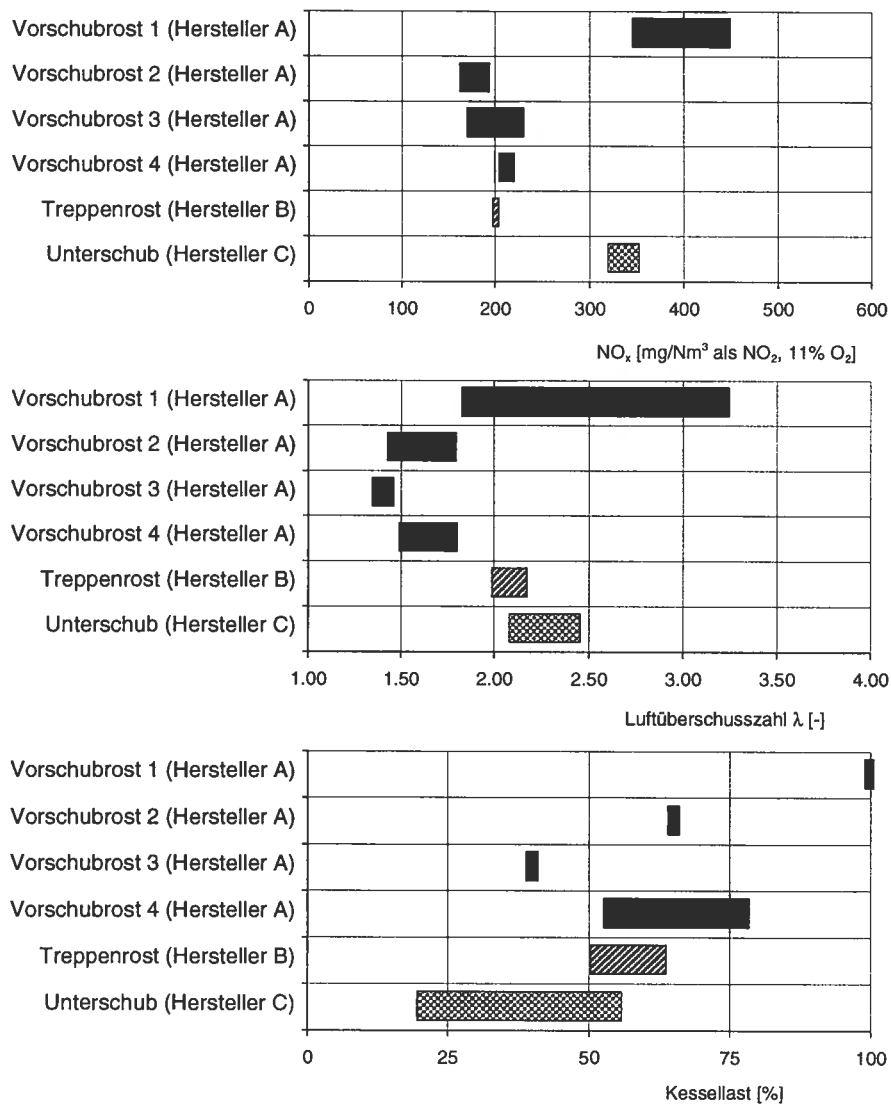 Vorschubrost 1 (Hersteller A)
Vorschubrost 2 (Hersteller A)
Vorschubrost 3 (Hersteller A)
Vorschubrost 4 (Hersteller A)
Treppenrost (Hersteller B)
Unterschub (Hersteller C)
0 100 200 300 400 500 600
NOₓ [mg/Nm³ als NO₂, 11% O₂]
Vorschubrost 1 (Hersteller A)
Vorschubrost 2 (Hersteller A)
Vorschubrost 3 (Hersteller A)
Vorschubrost 4 (Hersteller A)
Treppenrost (Hersteller B)
Unterschub (Hersteller C)
1.00 1.50 2.00 2.50 3.00 3.50 4.00
Luftüberschusszahl λ [-]
Vorschubrost 1 (Hersteller A)
Vorschubrost 2 (Hersteller A)
Vorschubrost 3 (Hersteller A)
Vorschubrost 4 (Hersteller A)
Treppenrost (Hersteller B)
Unterschub (Hersteller C)
0 25 50 75 100
Kessellast [%]